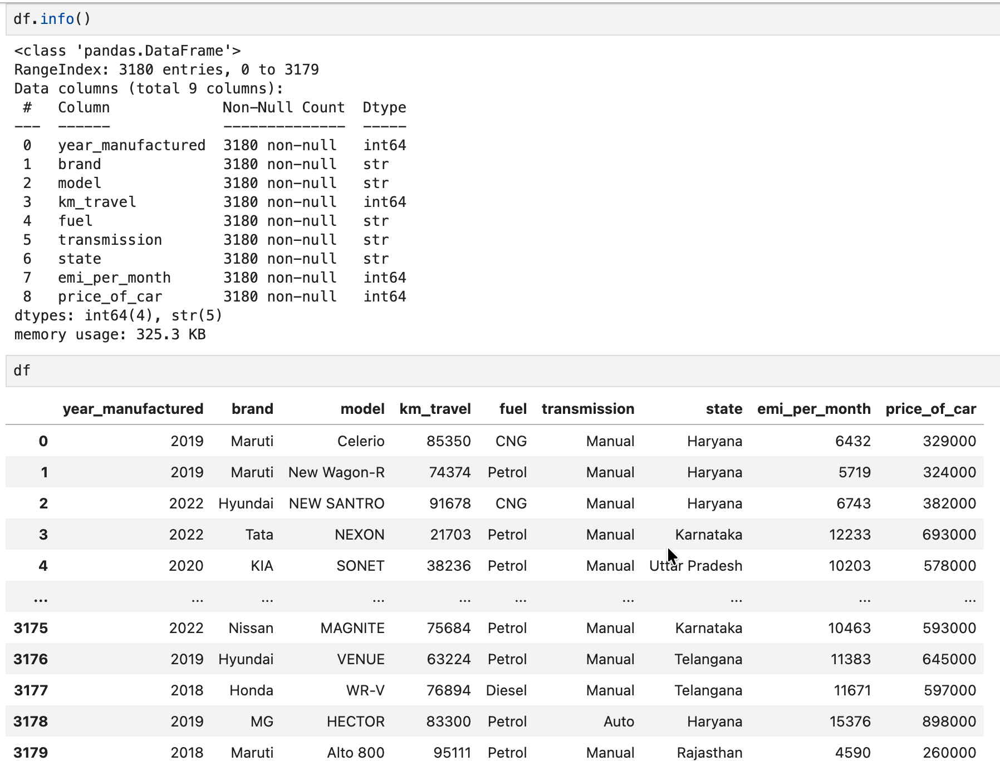 df.info()
<class 'pandas.DataFrame'>
RangeIndex: 3180 entries, 0 to 3179
Data columns (total 9 columns):
 #   Column             Non-Null Count  Dtype
---  ------             --------------  -----
 0   year_manufactured  3180 non-null   int64
 1   brand              3180 non-null   str
 2   model              3180 non-null   str
 3   km_travel          3180 non-null   int64
 4   fuel               3180 non-null   str
 5   transmission       3180 non-null   str
 6   state              3180 non-null   str
 7   emi_per_month      3180 non-null   int64
 8   price_of_car       3180 non-null   int64
dtypes: int64(4), str(5)
memory usage: 325.3 KB
df
year_manufactured brand model km_travel fuel transmission state emi_per_month price_of_car
0 2019 Maruti Celerio 85350 CNG Manual Haryana 6432 329000
1 2019 Maruti New Wagon-R 74374 Petrol Manual Haryana 5719 324000
2 2022 Hyundai NEW SANTRO 91678 CNG Manual Haryana 6743 382000
3 2022 Tata NEXON 21703 Petrol Manual Karnataka 12233 693000
4 2020 KIA SONET 38236 Petrol Manual Uttar Pradesh 10203 578000
... ... ... ... ... ... ... ... ... ...
3175 2022 Nissan MAGNITE 75684 Petrol Manual Karnataka 10463 593000
3176 2019 Hyundai VENUE 63224 Petrol Manual Telangana 11383 645000
3177 2018 Honda WR-V 76894 Diesel Manual Telangana 11671 597000
3178 2019 MG HECTOR 83300 Petrol Auto Haryana 15376 898000
3179 2018 Maruti Alto 800 95111 Petrol Manual Rajasthan 4590 260000